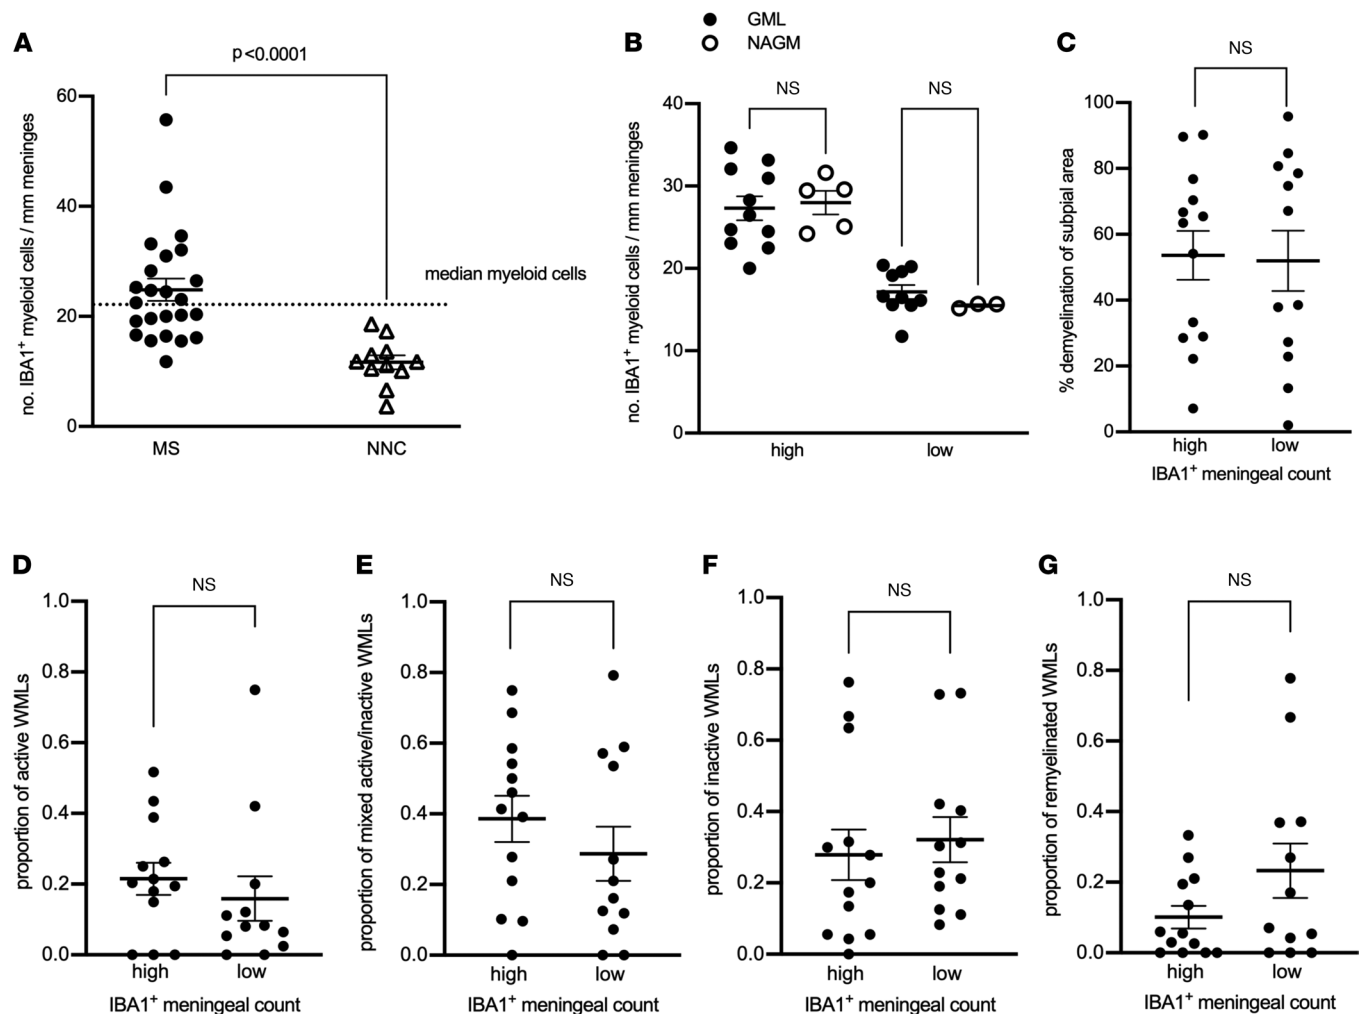 A
p<0.0001
60
40
20
0
no. IBA1⁺ myeloid cells / mm meninges
median myeloid cells
MS
NNC
B
GML
NAGM
NS
NS
40
30
20
10
0
no. IBA1⁺ myeloid cells / mm meninges
high
low
C
NS
100
80
60
40
20
0
% demyelination of subpial area
high
low
IBA1⁺ meningeal count
D
NS
1.0
0.8
0.6
0.4
0.2
0.0
proportion of active WMLs
high
low
IBA1⁺ meningeal count
E
NS
1.0
0.8
0.6
0.4
0.2
0.0
proportion of mixed active/inactive WMLs
high
low
IBA1⁺ meningeal count
F
NS
1.0
0.8
0.6
0.4
0.2
0.0
proportion of inactive WMLs
high
low
IBA1⁺ meningeal count
G
NS
1.0
0.8
0.6
0.4
0.2
0.0
proportion of remyelinated WMLs
high
low
IBA1⁺ meningeal count